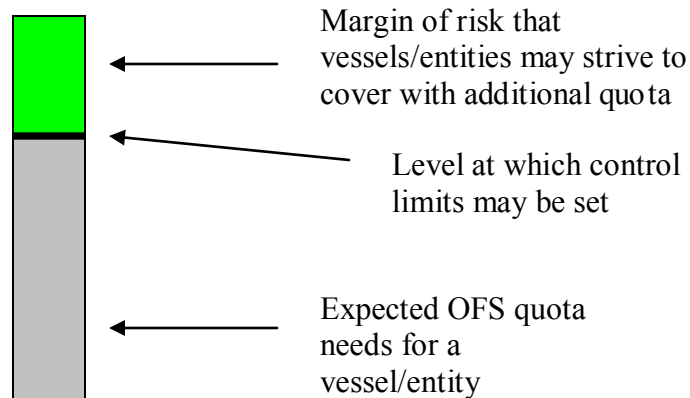 Margin of risk that
vessels/entities may strive to
cover with additional quota
Level at which control
limits may be set
Expected OFS quota
needs for a
vessel/entity